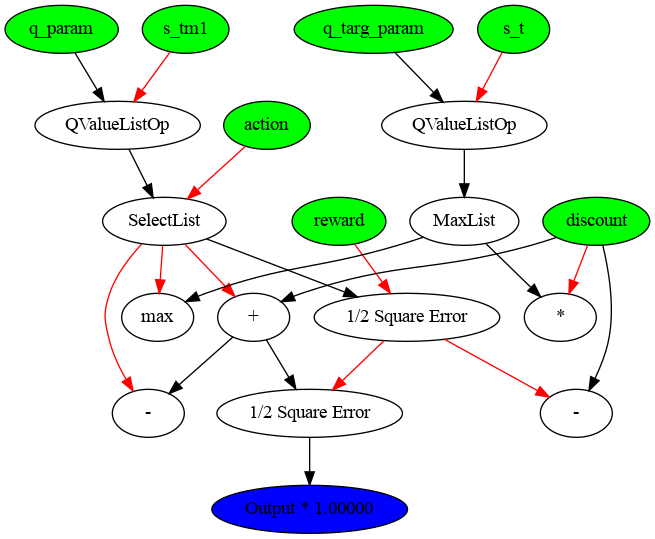 q_param
s_tm1
q_targ_param
s_t
QValueListOp
action
QValueListOp
SelectList
reward
MaxList
discount
max
+
1/2 Square Error
*
-
1/2 Square Error
-
Output * 1.00000